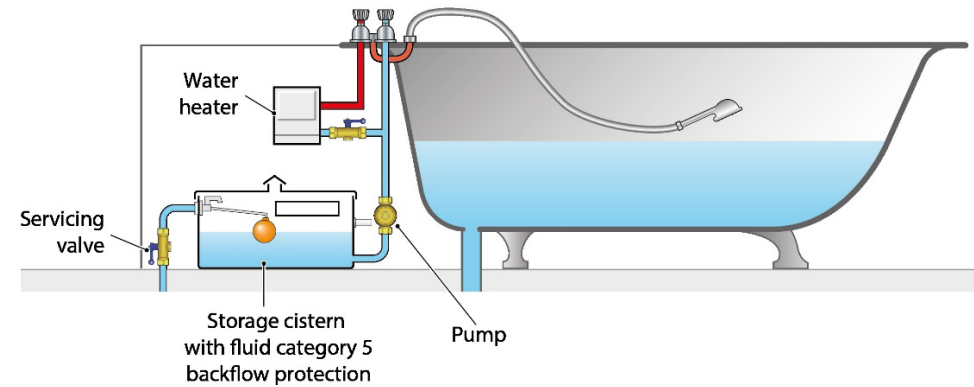 Water
heater
Servicing
valve
Storage cistern
with fluid category 5
backflow protection
Pump